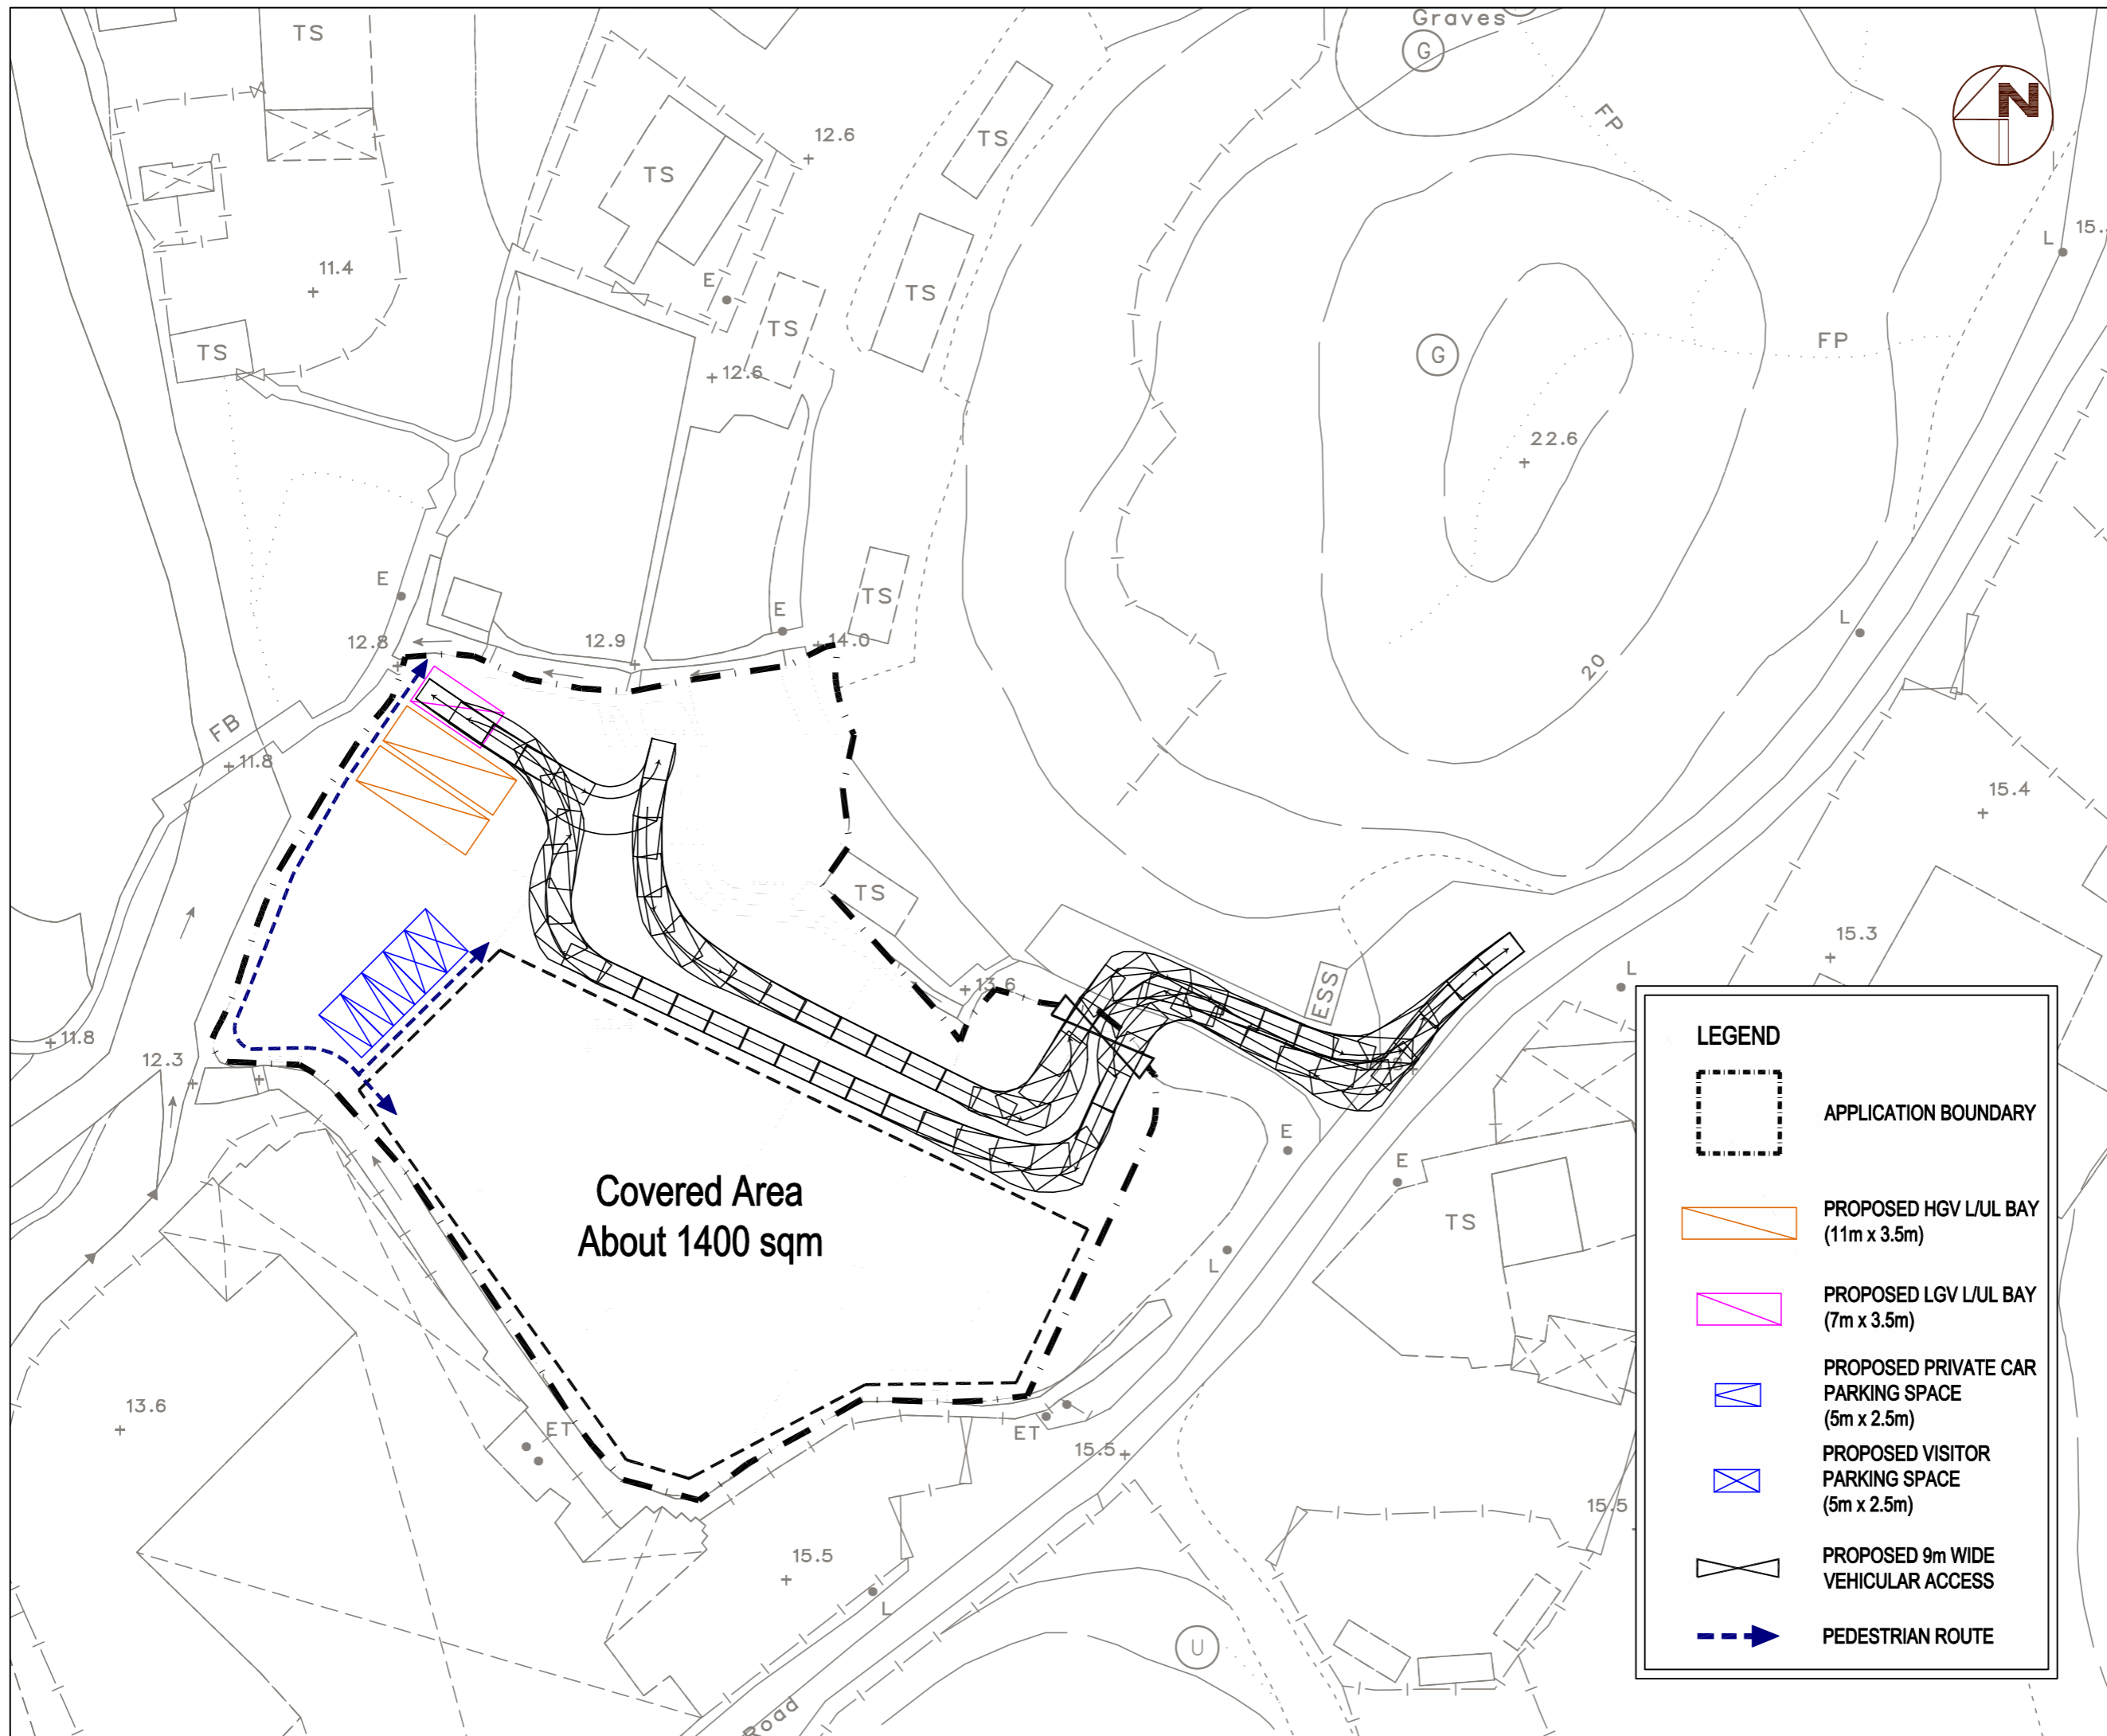 Graves
G
TS
N
FP
12.6
TS
TS
TS
E
11.4
L
15.
TS
TS
12.6
G
FP
22.6
E
TS
E
L
12.8
12.9
14.0
20
FB
11.8
15.4
TS
15.3
13.6
ESS
L
11.8
12.3
E
E
TS
L
Covered Area
About 1400 sqm
13.6
ET
ET
15.5
15.5
15.5
L
U
Road
LEGEND
APPLICATION BOUNDARY
PROPOSED HGV L/UL BAY
(11m x 3.5m)
PROPOSED LGV L/UL BAY
(7m x 3.5m)
PROPOSED PRIVATE CAR
PARKING SPACE
(5m x 2.5m)
PROPOSED VISITOR
PARKING SPACE
(5m x 2.5m)
PROPOSED 9m WIDE
VEHICULAR ACCESS
PEDESTRIAN ROUTE